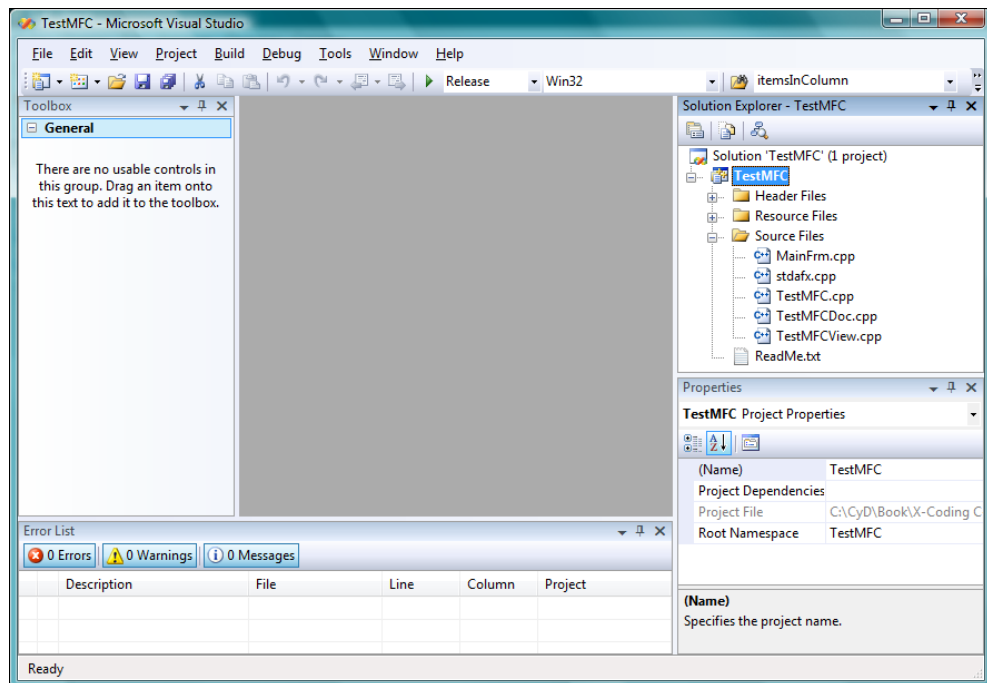 TestMFC - Microsoft Visual Studio
File Edit View Project Build Debug Tools Window Help
Release Win32 itemsInColumn
Toolbox
General
There are no usable controls in
this group. Drag an item onto
this text to add it to the toolbox.
Solution Explorer - TestMFC
Solution 'TestMFC' (1 project)
TestMFC
Header Files
Resource Files
Source Files
MainFrm.cpp
stdafx.cpp
TestMFC.cpp
TestMFCDoc.cpp
TestMFCView.cpp
ReadMe.txt
Properties
TestMFC Project Properties
(Name) TestMFC
Project Dependencies
Project File C:\CyD\Book\X-Coding C
Root Namespace TestMFC
(Name)
Specifies the project name.
Error List
0 Errors 0 Warnings 0 Messages
Description File Line Column Project
Ready